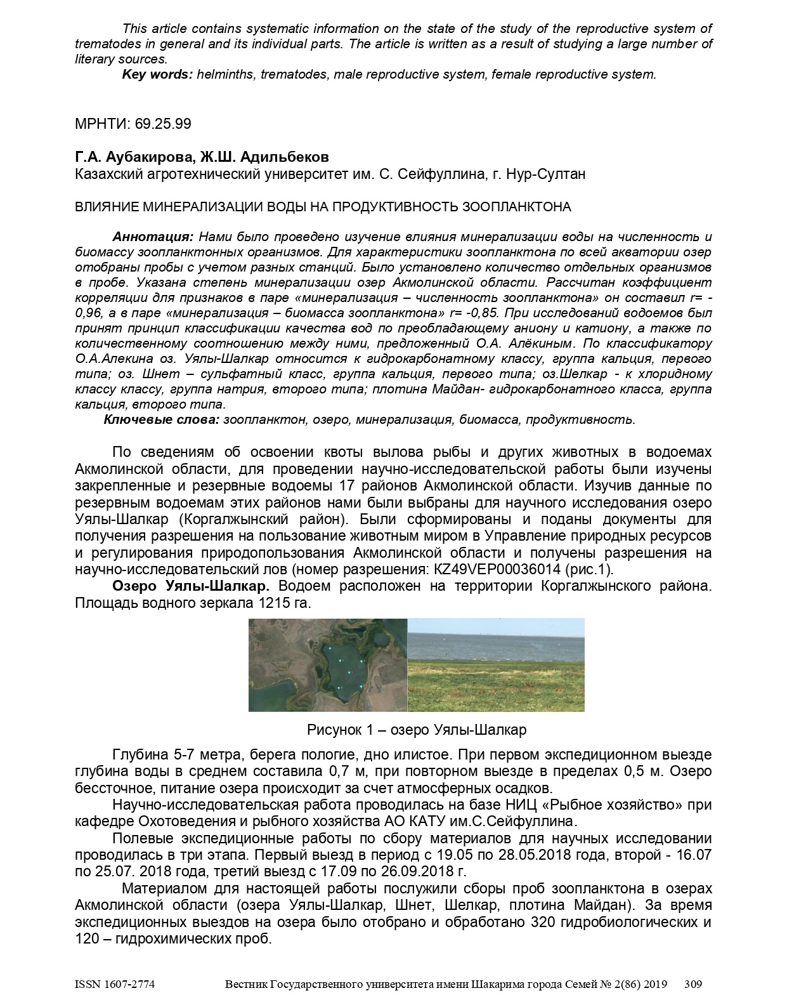 This article contains systematic information on the state of the study of the reproductive system of
trematodes in general and its individual parts. The article is written as a result of studying a large number of
literary sources.
Key words: helminths, trematodes, male reproductive system, female reproductive system.
МРНТИ: 69.25.99
Г.А. Аубакирова, Ж.Ш. Адильбеков
Казахский агротехнический университет им. С. Сейфуллина, г. Нур-Султан
ВЛИЯНИЕ МИНЕРАЛИЗАЦИИ ВОДЫ НА ПРОДУКТИВНОСТЬ ЗООПЛАНКТОНА
Аннотация: Нами было проведено изучение влияния минерализации воды на численность и
биомассу зоопланктонных организмов. Для характеристики зоопланктона по всей акватории озер
отобраны пробы с учетом разных станций. Было установлено количество отдельных организмов
в пробе. Указана степень минерализации озер Акмолинской области. Рассчитан коэффициент
корреляции для признаков в паре «минерализация – численность зоопланктона» он составил r= -
0,96, а в паре «минерализация – биомасса зоопланктона» r= -0,85. При исследований водоемов был
принят принцип классификации качества вод по преобладающему аниону и катиону, а также по
количественному соотношению между ними, предложенный О.А. Алёкиным. По классификатору
О.А.Алекина оз. Уялы-Шалкар относится к гидрокарбонатному классу, группа кальция, первого
типа; оз. Шнет – сульфатный класс, группа кальция, первого типа; оз.Шелкар - к хлоридному
классу классу, группа натрия, второго типа; плотина Майдан- гидрокарбонатного класса, группа
кальция, второго типа.
Ключевые слова: зоопланктон, озеро, минерализация, биомасса, продуктивность.
По сведениям об освоении квоты вылова рыбы и других животных в водоемах
Акмолинской области, для проведении научно-исследовательской работы были изучены
закрепленные и резервные водоемы 17 районов Акмолинской области. Изучив данные по
резервным водоемам этих районов нами были выбраны для научного исследования озеро
Уялы-Шалкар (Коргалжынский район). Были сформированы и поданы документы для
получения разрешения на пользование животным миром в Управление природных ресурсов
и регулирования природопользования Акмолинской области и получены разрешения на
научно-исследовательский лов (номер разрешения: KZ49VEP00036014 (рис.1).
Озеро Уялы-Шалкар. Водоем расположен на территории Коргалжынского района.
Площадь водного зеркала 1215 га.
Рисунок 1 – озеро Уялы-Шалкар
Глубина 5-7 метра, берега пологие, дно илистое. При первом экспедиционном выезде
глубина воды в среднем составила 0,7 м, при повторном выезде в пределах 0,5 м. Озеро
бессточное, питание озера происходит за счет атмосферных осадков.
Научно-исследовательская работа проводилась на базе НИЦ «Рыбное хозяйство» при
кафедре Охотоведения и рыбного хозяйства АО КАТУ им.С.Сейфуллина.
Полевые экспедиционные работы по сбору материалов для научных исследовании
проводилась в три этапа. Первый выезд в период с 19.05 по 28.05.2018 года, второй - 16.07
по 25.07. 2018 года, третий выезд с 17.09 по 26.09.2018 г.
Материалом для настоящей работы послужили сборы проб зоопланктона в озерах
Акмолинской области (озера Уялы-Шалкар, Шнет, Шелкар, плотина Майдан). За время
экспедиционных выездов на озера было отобрано и обработано 320 гидробиологических и
120 – гидрохимических проб.
ISSN 1607-2774 Вестник Государственного университета имени Шакарима города Семей № 2(86) 2019 309